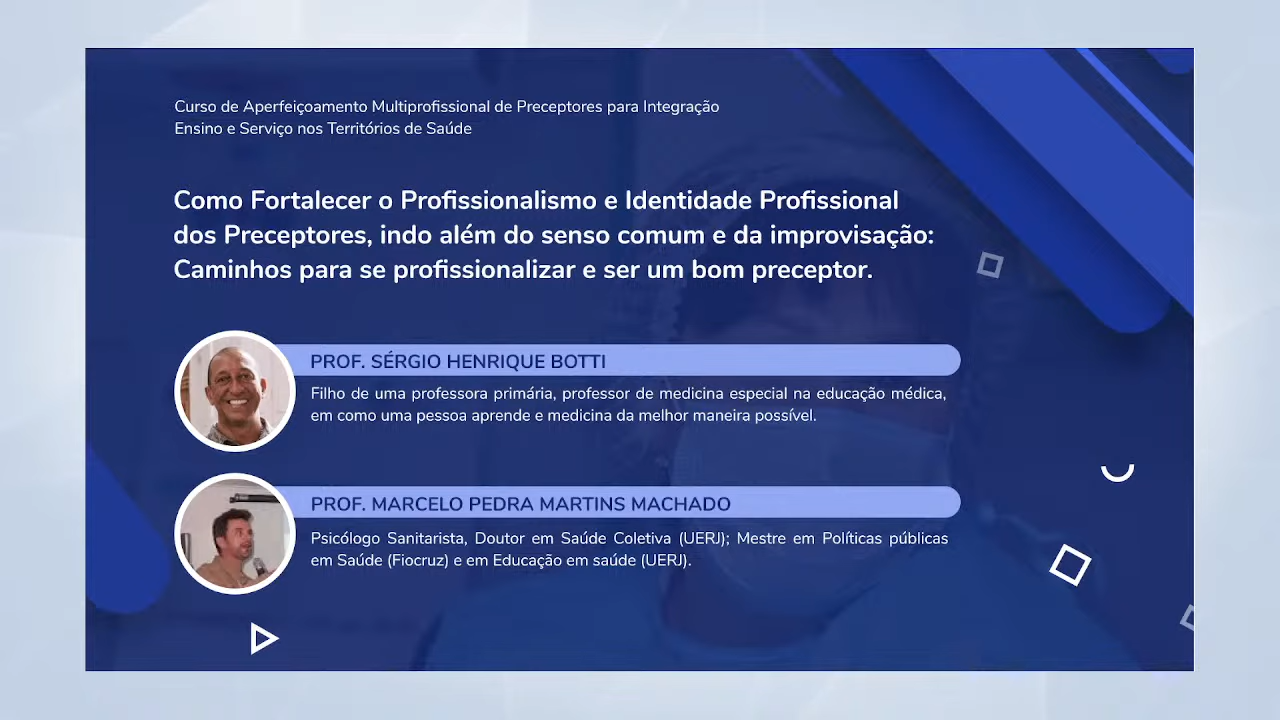 Curso de Aperfeiçoamento Multiprofissional de Preceptores para Integração
Ensino e Serviço nos Territórios de Saúde
Como Fortalecer o Profissionalismo e Identidade Profissional
dos Preceptores, indo além do senso comum e da improvisação:
Caminhos para se profissionalizar e ser um bom preceptor.
PROF. SÉRGIO HENRIQUE BOTTI
Filho de uma professora primária, professor de medicina especial na educação médica,
em como uma pessoa aprende e medicina da melhor maneira possível.
PROF. MARCELO PEDRA MARTINS MACHADO
Psicólogo Sanitarista, Doutor em Saúde Coletiva (UERJ); Mestre em Políticas públicas
em Saúde (Fiocruz) e em Educação em saúde (UERJ).